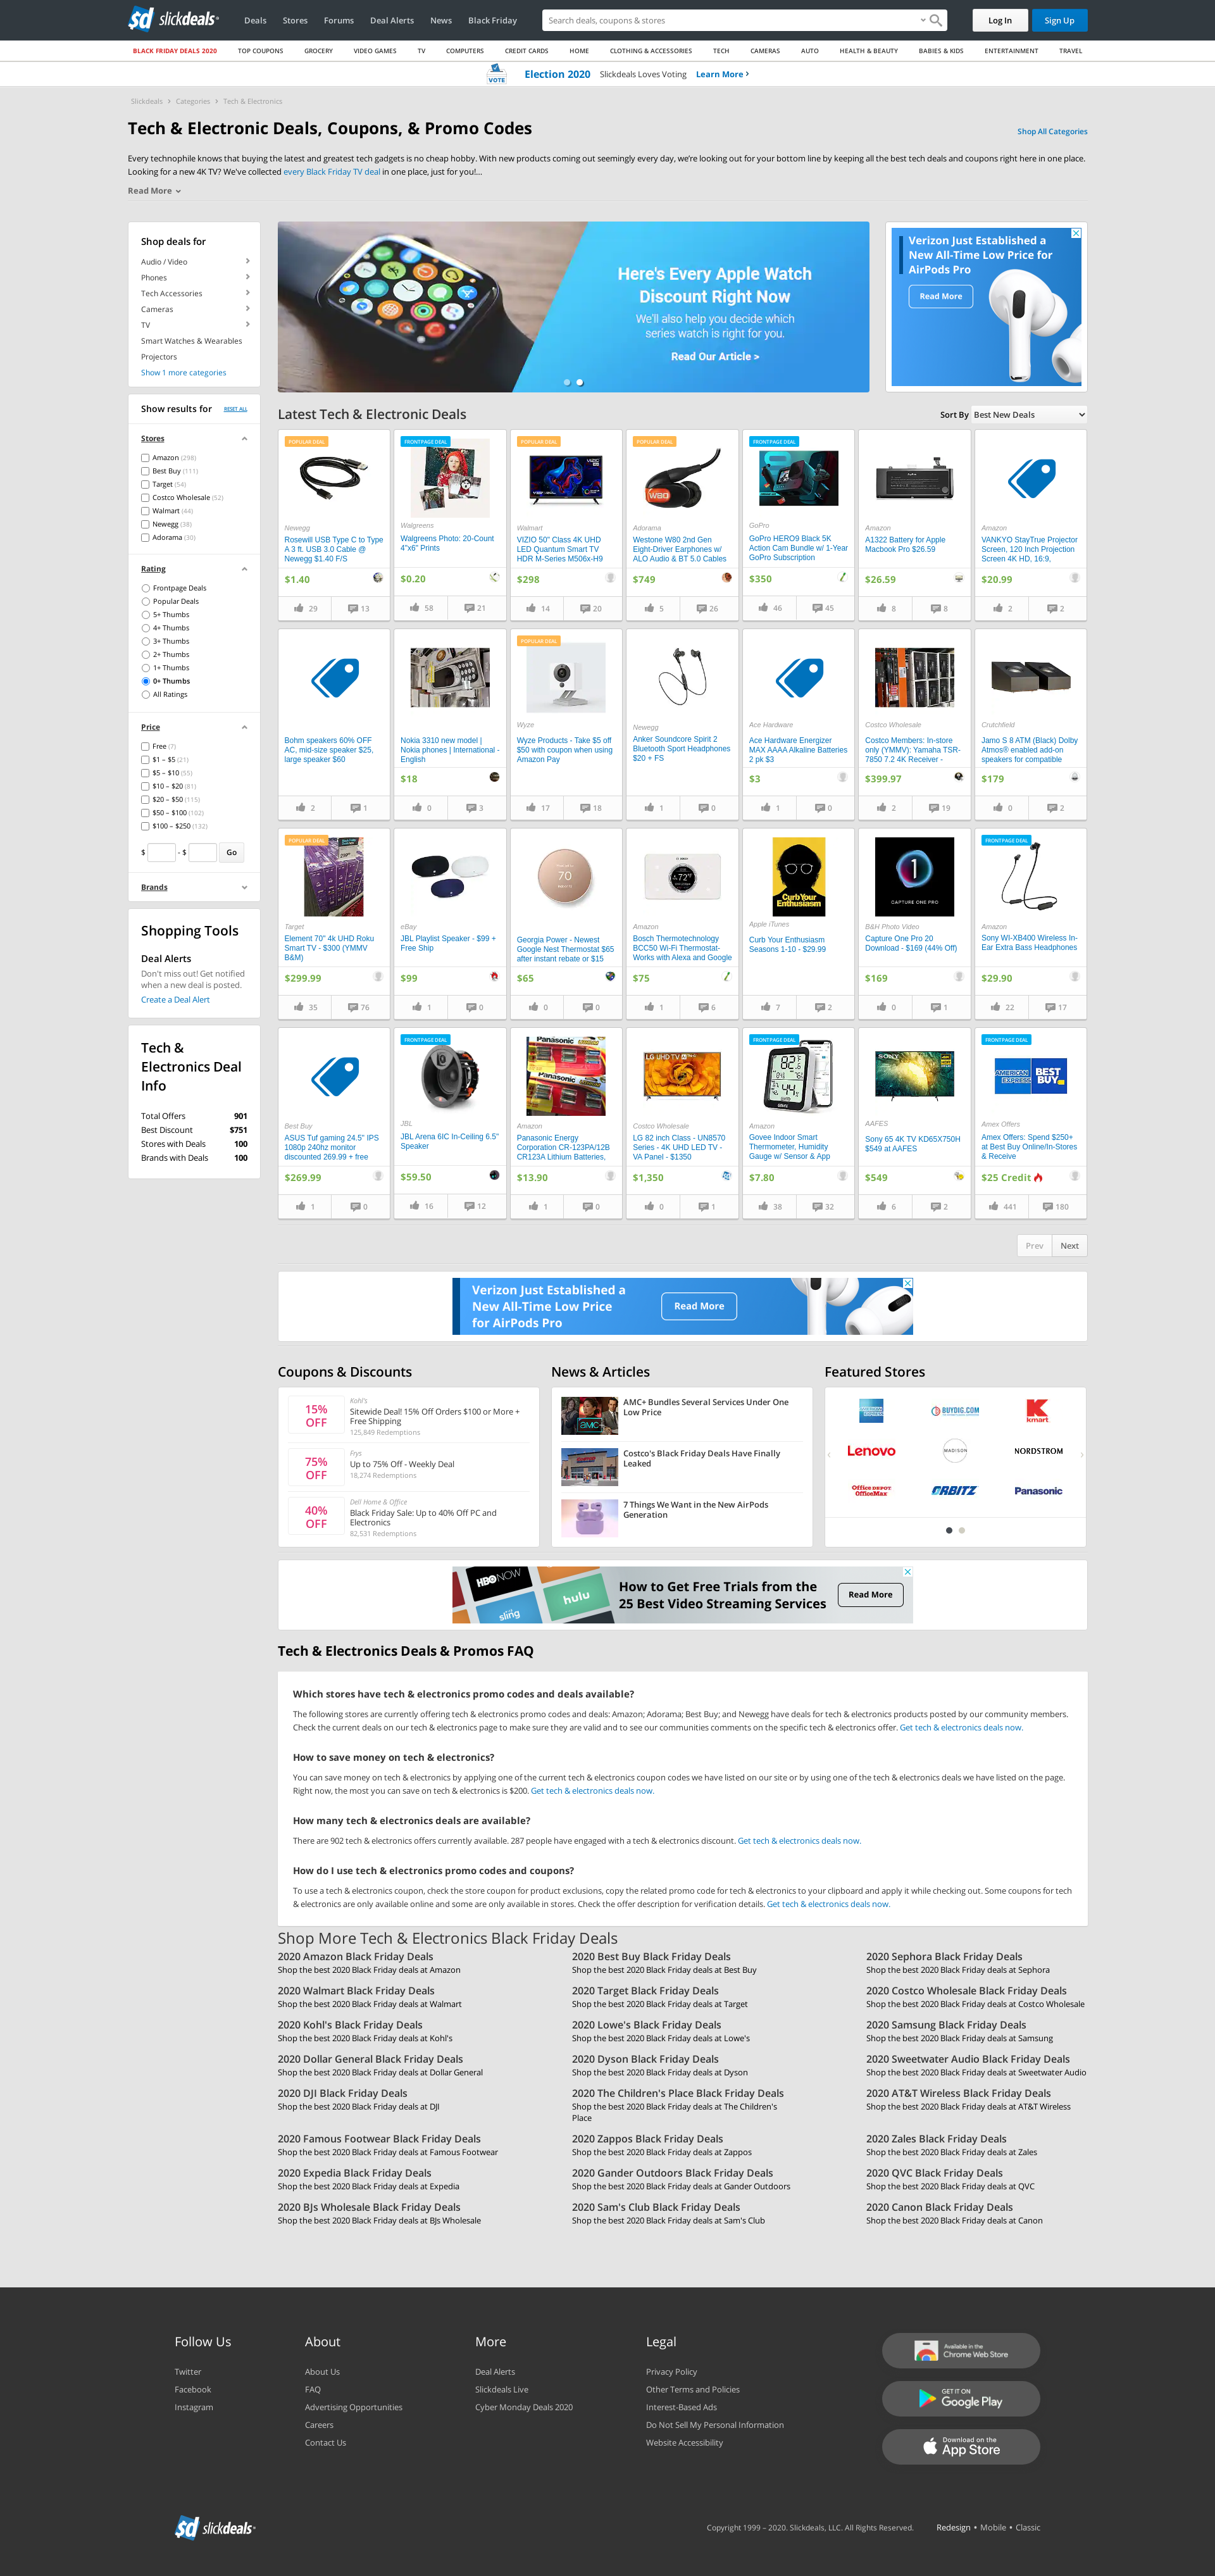 slickdeals
Deals Stores Forums Deal Alerts News Black Friday
Search deals, coupons & stores
Log In
Sign Up
BLACK FRIDAY DEALS 2020 TOP COUPONS GROCERY VIDEO GAMES TV COMPUTERS CREDIT CARDS HOME CLOTHING & ACCESSORIES TECH CAMERAS AUTO HEALTH & BEAUTY BABIES & KIDS ENTERTAINMENT TRAVEL
VOTE Election 2020 Slickdeals Loves Voting Learn More
Slickdeals Categories Tech & Electronics
Tech & Electronic Deals, Coupons, & Promo Codes
Shop All Categories
Every technophile knows that buying the latest and greatest tech gadgets is no cheap hobby. With new products coming out seemingly every day, we're looking out for your bottom line by keeping all the best tech deals and coupons right here in one place.
Looking for a new 4K TV? We've collected every Black Friday TV deal in one place, just for you!...
Read More
Shop deals for
Audio / Video
Phones
Tech Accessories
Cameras
TV
Smart Watches & Wearables
Projectors
Show 1 more categories
Here's Every Apple Watch
Discount Right Now
We'll also help you decide which
series watch is right for you.
Read Our Article >
Verizon Just Established a
New All-Time Low Price for
AirPods Pro
Read More
Show results for
RESET ALL
Stores
Amazon (298)
Best Buy (111)
Target (54)
Costco Wholesale (52)
Walmart (44)
Newegg (38)
Adorama (30)
Rating
Frontpage Deals
Popular Deals
5+ Thumbs
4+ Thumbs
3+ Thumbs
2+ Thumbs
1+ Thumbs
0+ Thumbs
All Ratings
Price
Free (7)
$1 – $5 (21)
$5 – $10 (55)
$10 – $20 (81)
$20 – $50 (115)
$50 – $100 (102)
$100 – $250 (132)
$ - $ Go
Brands
Shopping Tools
Deal Alerts
Don't miss out! Get notified
when a new deal is posted.
Create a Deal Alert
Tech &
Electronics Deal
Info
Total Offers 901
Best Discount $751
Stores with Deals 100
Brands with Deals 100
Latest Tech & Electronic Deals
Sort By Best New Deals
POPULAR DEAL
Newegg
Rosewill USB Type C to Type
A 3 ft. USB 3.0 Cable @
Newegg $1.40 F/S
$1.40
29 13
FRONTPAGE DEAL
Walgreens
Walgreens Photo: 20-Count
4"x6" Prints
$0.20
58 21
POPULAR DEAL
Walmart
VIZIO 50" Class 4K UHD
LED Quantum Smart TV
HDR M-Series M506x-H9
$298
14 20
POPULAR DEAL
W80
Adorama
Westone W80 2nd Gen
Eight-Driver Earphones w/
ALO Audio & BT 5.0 Cables
$749
5 26
FRONTPAGE DEAL
GoPro
GoPro HERO9 Black 5K
Action Cam Bundle w/ 1-Year
GoPro Subscription
$350
46 45
Amazon
A1322 Battery for Apple
Macbook Pro $26.59
$26.59
8 8
Amazon
VANKYO StayTrue Projector
Screen, 120 Inch Projection
Screen 4K HD, 16:9,
$20.99
2 2
Bohm speakers 60% OFF
AC, mid-size speaker $25,
large speaker $60
2 1
Nokia 3310 new model |
Nokia phones | International -
English
$18
0 3
POPULAR DEAL
Wyze
Wyze Products - Take $5 off
$50 with coupon when using
Amazon Pay
17 18
Newegg
Anker Soundcore Spirit 2
Bluetooth Sport Headphones
$20 + FS
1 0
Ace Hardware
Ace Hardware Energizer
MAX AAAA Alkaline Batteries
2 pk $3
$3
1 0
Costco Wholesale
Costco Members: In-store
only (YMMV); Yamaha TSR-
7850 7.2 4K Receiver -
$399.97
2 19
Crutchfield
Jamo S 8 ATM (Black) Dolby
Atmos® enabled add-on
speakers for compatible
$179
0 2
POPULAR DEAL
Target
Element 70" 4k UHD Roku
Smart TV - $300 (YMMV
B&M)
$299.99
35 76
eBay
JBL Playlist Speaker - $99 +
Free Ship
$99
1 0
70
Georgia Power - Newest
Google Nest Thermostat $65
after instant rebate or $15
$65
0 0
72
Amazon
Bosch Thermotechnology
BCC50 Wi-Fi Thermostat-
Works with Alexa and Google
$75
1 6
Curb Your Enthusiasm
Apple iTunes
Curb Your Enthusiasm
Seasons 1-10 - $29.99
7 2
1
CAPTURE ONE PRO
B&H Photo Video
Capture One Pro 20
Download - $169 (44% Off)
$169
0 1
FRONTPAGE DEAL
Amazon
Sony WI-XB400 Wireless In-
Ear Extra Bass Headphones
$29.90
22 17
Best Buy
ASUS Tuf gaming 24.5" IPS
1080p 240hz monitor
discounted 269.99 + free
$269.99
1 0
FRONTPAGE DEAL
JBL
JBL Arena 6IC In-Ceiling 6.5"
Speaker
$59.50
16 12
Panasonic
Panasonic
Amazon
Panasonic Energy
Corporation CR-123PA/12B
CR123A Lithium Batteries,
$13.90
1 0
LG UHD TV
Costco Wholesale
LG 82 inch Class - UN8570
Series - 4K UHD LED TV -
VA Panel - $1350
$1,350
0 1
FRONTPAGE DEAL
Amazon
Govee Indoor Smart
Thermometer, Humidity
Gauge w/ Sensor & App
$7.80
38 32
SONY
AAFES
Sony 65 4K TV KD65X750H
$549 at AAFES
$549
6 2
FRONTPAGE DEAL
AMERICAN EXPRESS BEST BUY
Amex Offers
Amex Offers: Spend $250+
at Best Buy Online/In-Stores
& Receive
$25 Credit
441 180
Prev Next
Verizon Just Established a
New All-Time Low Price
for AirPods Pro
Read More
Coupons & Discounts
15%
OFF
Kohl's
Sitewide Deal! 15% Off Orders $100 or More +
Free Shipping
125,849 Redemptions
75%
OFF
Frys
Up to 75% Off - Weekly Deal
18,274 Redemptions
40%
OFF
Dell Home & Office
Black Friday Sale: Up to 40% Off PC and
Electronics
82,531 Redemptions
News & Articles
AMC+ Bundles Several Services Under One
Low Price
Costco's Black Friday Deals Have Finally
Leaked
7 Things We Want in the New AirPods
Generation
Featured Stores
BUYDIG.COM
Kmart
Lenovo
MADISON
NORDSTROM
Office DEPOT
OfficeMax
ORBITZ
Panasonic
HBO NOW
hulu
sling
How to Get Free Trials from the
25 Best Video Streaming Services
Read More
Tech & Electronics Deals & Promos FAQ
Which stores have tech & electronics promo codes and deals available?
The following stores are currently offering tech & electronics promo codes and deals: Amazon; Adorama; Best Buy; and Newegg have deals for tech & electronics products posted by our community members.
Check the current deals on our tech & electronics page to make sure they are valid and to see our communities comments on the specific tech & electronics offer. Get tech & electronics deals now.
How to save money on tech & electronics?
You can save money on tech & electronics by applying one of the current tech & electronics coupon codes we have listed on our site or by using one of the tech & electronics deals we have listed on the page.
Right now, the most you can save on tech & electronics is $200. Get tech & electronics deals now.
How many tech & electronics deals are available?
There are 902 tech & electronics offers currently available. 287 people have engaged with a tech & electronics discount. Get tech & electronics deals now.
How do I use tech & electronics promo codes and coupons?
To use a tech & electronics coupon, check the store coupon for product exclusions, copy the related promo code for tech & electronics to your clipboard and apply it while checking out. Some coupons for tech
& electronics are only available online and some are only available in stores. Check the offer description for verification details. Get tech & electronics deals now.
Shop More Tech & Electronics Black Friday Deals
2020 Amazon Black Friday Deals
Shop the best 2020 Black Friday deals at Amazon
2020 Best Buy Black Friday Deals
Shop the best 2020 Black Friday deals at Best Buy
2020 Sephora Black Friday Deals
Shop the best 2020 Black Friday deals at Sephora
2020 Walmart Black Friday Deals
Shop the best 2020 Black Friday deals at Walmart
2020 Target Black Friday Deals
Shop the best 2020 Black Friday deals at Target
2020 Costco Wholesale Black Friday Deals
Shop the best 2020 Black Friday deals at Costco Wholesale
2020 Kohl's Black Friday Deals
Shop the best 2020 Black Friday deals at Kohl's
2020 Lowe's Black Friday Deals
Shop the best 2020 Black Friday deals at Lowe's
2020 Samsung Black Friday Deals
Shop the best 2020 Black Friday deals at Samsung
2020 Dollar General Black Friday Deals
Shop the best 2020 Black Friday deals at Dollar General
2020 Dyson Black Friday Deals
Shop the best 2020 Black Friday deals at Dyson
2020 Sweetwater Audio Black Friday Deals
Shop the best 2020 Black Friday deals at Sweetwater Audio
2020 DJI Black Friday Deals
Shop the best 2020 Black Friday deals at DJI
2020 The Children's Place Black Friday Deals
Shop the best 2020 Black Friday deals at The Children's
Place
2020 AT&T Wireless Black Friday Deals
Shop the best 2020 Black Friday deals at AT&T Wireless
2020 Famous Footwear Black Friday Deals
Shop the best 2020 Black Friday deals at Famous Footwear
2020 Zappos Black Friday Deals
Shop the best 2020 Black Friday deals at Zappos
2020 Zales Black Friday Deals
Shop the best 2020 Black Friday deals at Zales
2020 Expedia Black Friday Deals
Shop the best 2020 Black Friday deals at Expedia
2020 Gander Outdoors Black Friday Deals
Shop the best 2020 Black Friday deals at Gander Outdoors
2020 QVC Black Friday Deals
Shop the best 2020 Black Friday deals at QVC
2020 BJs Wholesale Black Friday Deals
Shop the best 2020 Black Friday deals at BJs Wholesale
2020 Sam's Club Black Friday Deals
Shop the best 2020 Black Friday deals at Sam's Club
2020 Canon Black Friday Deals
Shop the best 2020 Black Friday deals at Canon
Follow Us
Twitter
Facebook
Instagram
About
About Us
FAQ
Advertising Opportunities
Careers
Contact Us
More
Deal Alerts
Slickdeals Live
Cyber Monday Deals 2020
Legal
Privacy Policy
Other Terms and Policies
Interest-Based Ads
Do Not Sell My Personal Information
Website Accessibility
Available in the
Chrome Web Store
GET IT ON
Google Play
Download on the
App Store
slickdeals
Copyright 1999 – 2020. Slickdeals, LLC. All Rights Reserved.
Redesign • Mobile • Classic